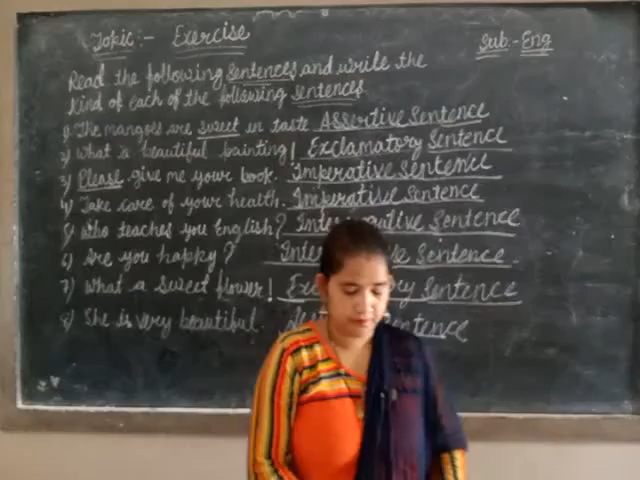 Topic:- Exercise
Sub:- Eng
Read the following sentences and write the
kind of each of the following sentences
1) The mangoes are sweet in taste Assertive Sentence
2) What a beautiful painting! Exclamatory Sentence
3) Please give me your book. Imperative Sentence
4) Take care of your health. Imperative Sentence
5) Who teaches you English? Sentence
6) Are you happy? Sentence
7) What a sweet flower! Sentence
8) She is very beautiful.